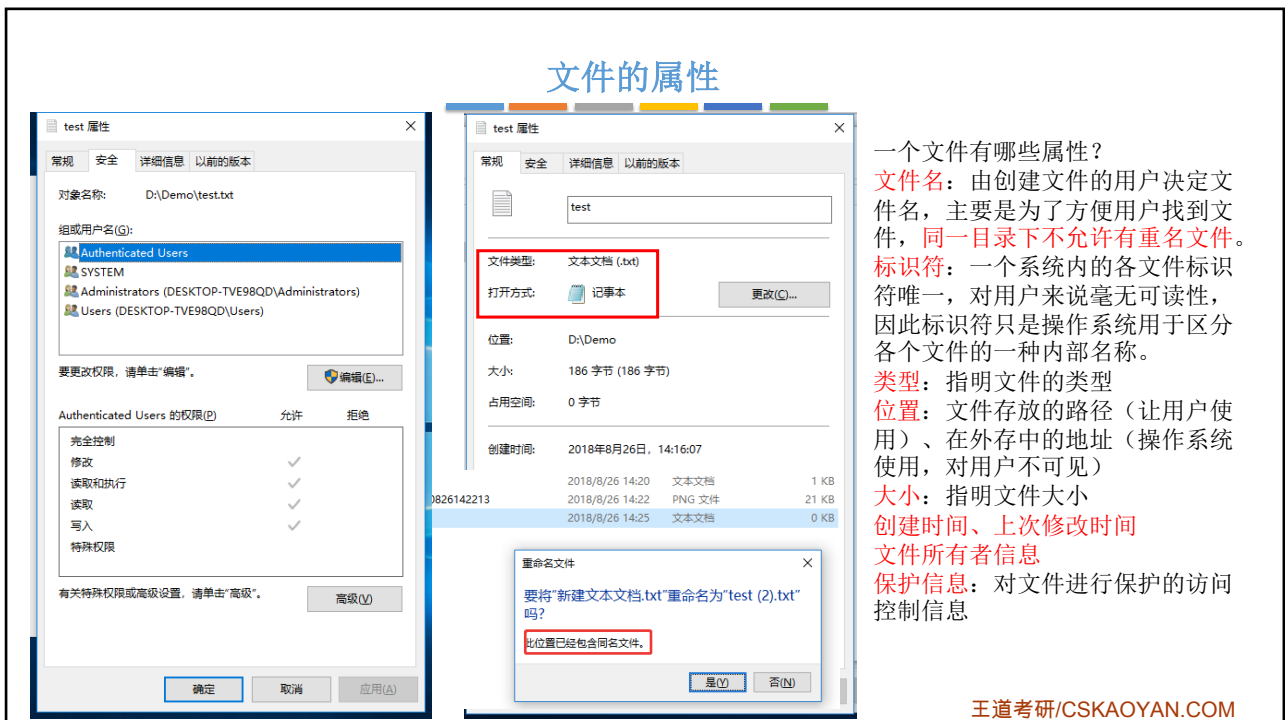 文件的属性
test 属性
常规 安全 详细信息 以前的版本
对象名称: D:\Demo\test.txt
组或用户名(G):
Authenticated Users
SYSTEM
Administrators (DESKTOP-TVE98QD\Administrators)
Users (DESKTOP-TVE98QD\Users)
要更改权限，请单击"编辑"。
编辑(E)...
Authenticated Users 的权限(P) 允许 拒绝
完全控制
修改
读取和执行
读取
写入
特殊权限
有关特殊权限或高级设置，请单击"高级"。
高级(V)
确定 取消 应用(A)
test 属性
常规 安全 详细信息 以前的版本
test
文件类型: 文本文档 (.txt)
打开方式: 记事本 更改(C)...
位置: D:\Demo
大小: 186 字节 (186 字节)
占用空间: 0 字节
创建时间: 2018年8月26日，14:16:07
2018/8/26 14:20 文本文档 1 KB
0826142213 2018/8/26 14:22 PNG 文件 21 KB
2018/8/26 14:25 文本文档 0 KB
重命名文件
要将"新建文本文档.txt"重命名为"test (2).txt"
吗?
此位置已经包含同名文件。
是(Y) 否(N)
一个文件有哪些属性？
文件名：由创建文件的用户决定文
件名，主要是为了方便用户找到文
件，同一目录下不允许有重名文件。
标识符：一个系统内的各文件标识
符唯一，对用户来说毫无可读性，
因此标识符只是操作系统用于区分
各个文件的一种内部名称。
类型：指明文件的类型
位置：文件存放的路径（让用户使
用）、在外存中的地址（操作系统
使用，对用户不可见）
大小：指明文件大小
创建时间、上次修改时间
文件所有者信息
保护信息：对文件进行保护的访问
控制信息
王道考研/CSKAOYAN.COM